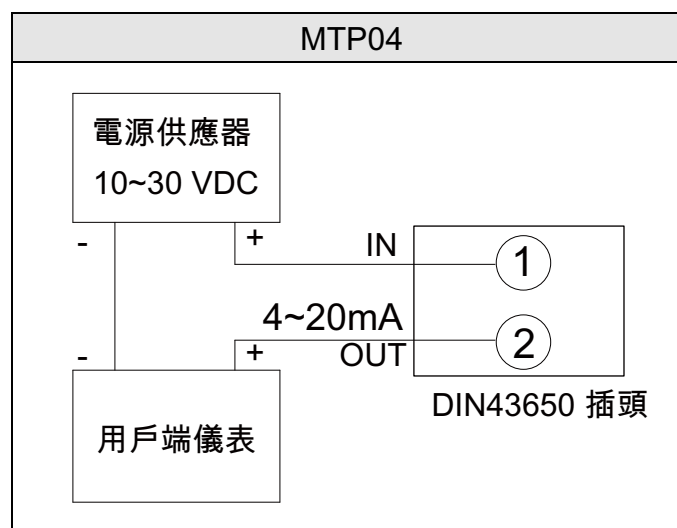 MTP04
電源供應器
10~30 VDC
- +
IN
1
4~20mA
OUT
2
- +
DIN43650 插頭
用戶端儀表